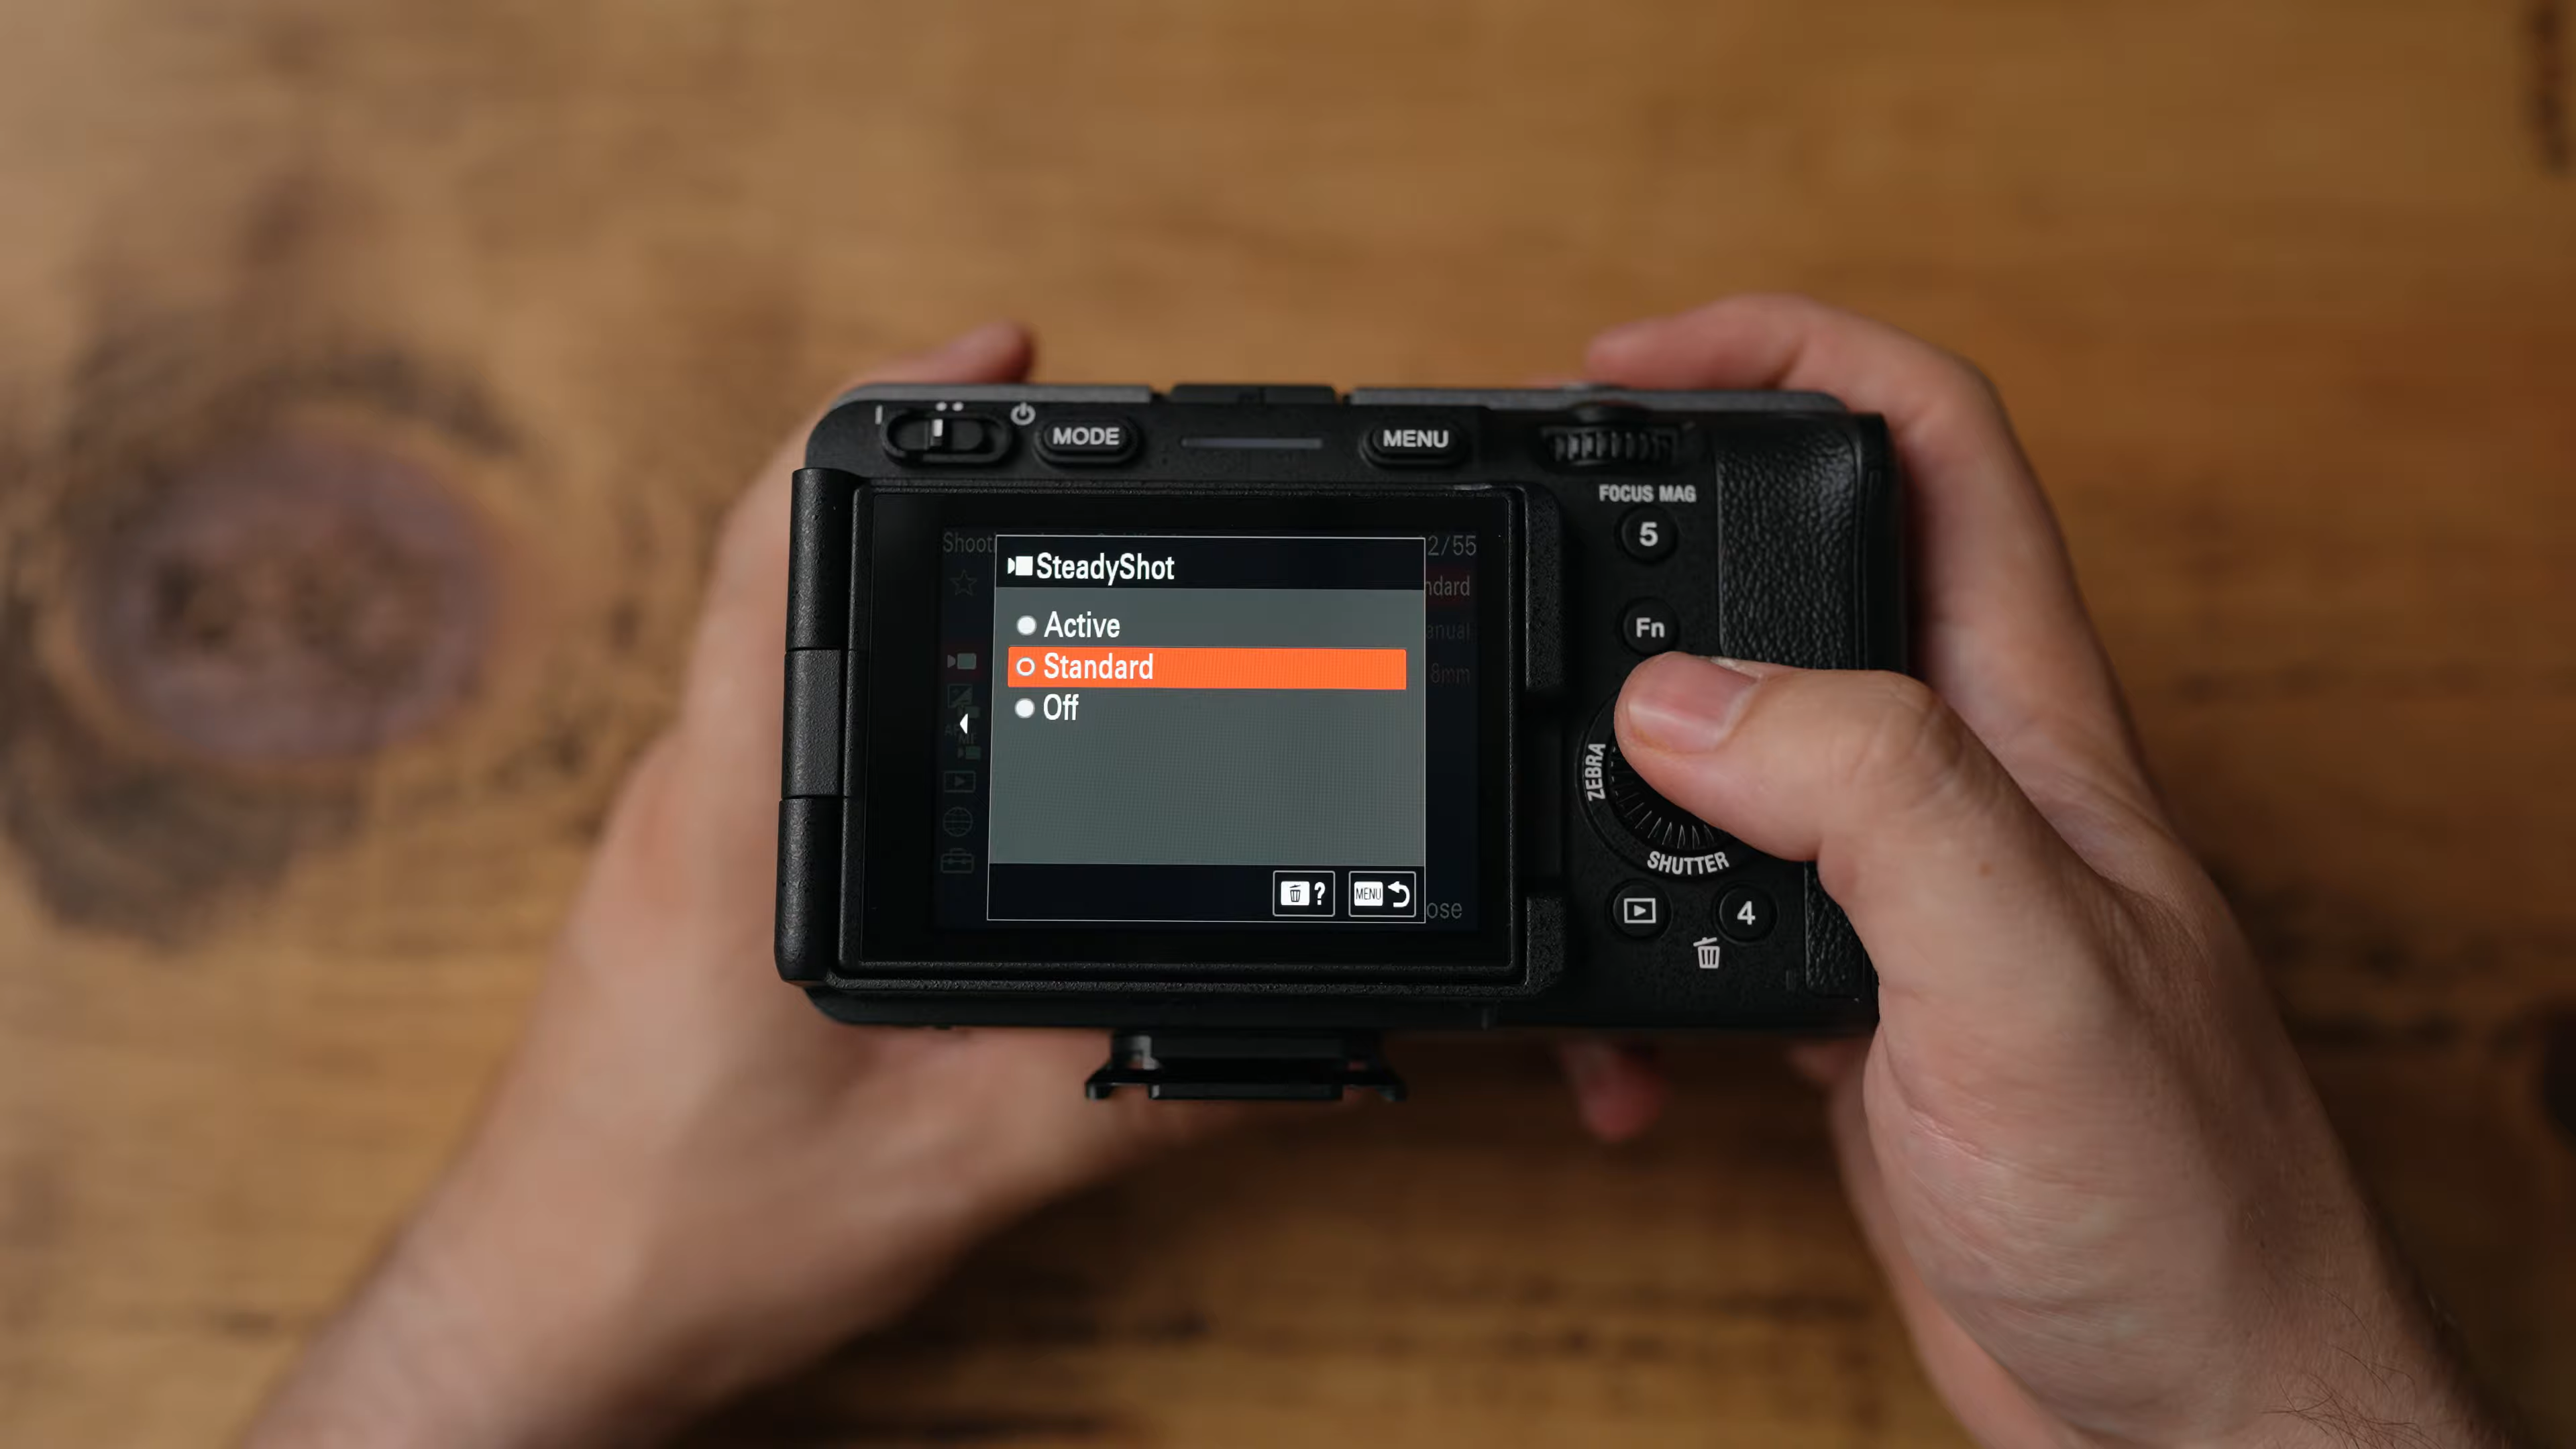 MODE
MENU
FOCUS MAG
5
Fn
Shoot
2/55
SteadyShot
Active
Standard
Off
ndard
anual
8mm
? MENU
ose
ZEBRA
SHUTTER
4